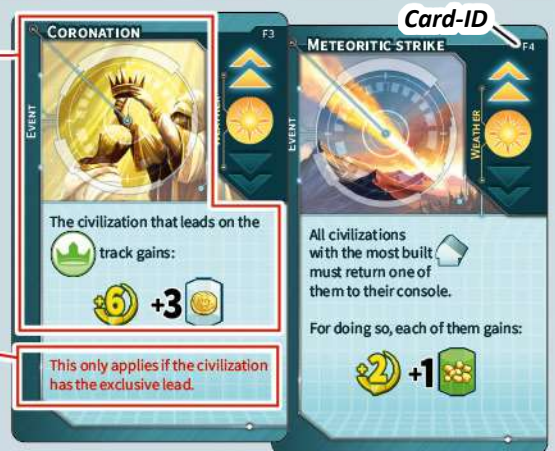 Card-ID
CORONATION
F3
EVENT
WEATHER
The civilization that leads on the
track gains:
+6
+3
This only applies if the civilization
has the exclusive lead.
METEORITIC STRIKE
F4
EVENT
WEATHER
All civilizations
with the most built
must return one of
them to their console.
For doing so, each of them gains:
+2
+1